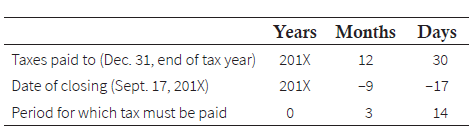 Years Months Days
Taxes paid to (Dec. 31, end of tax year) 201X 12 30
Date of closing (Sept. 17, 201X) 201X –9 –17
Period for which tax must be paid 0 3 14